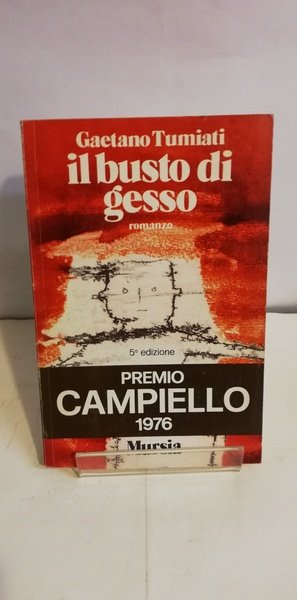 Gaetano Tumiati
il busto di
gesso
romanzo
5ª edizione
PREMIO
CAMPIELLO
1976
Mursia